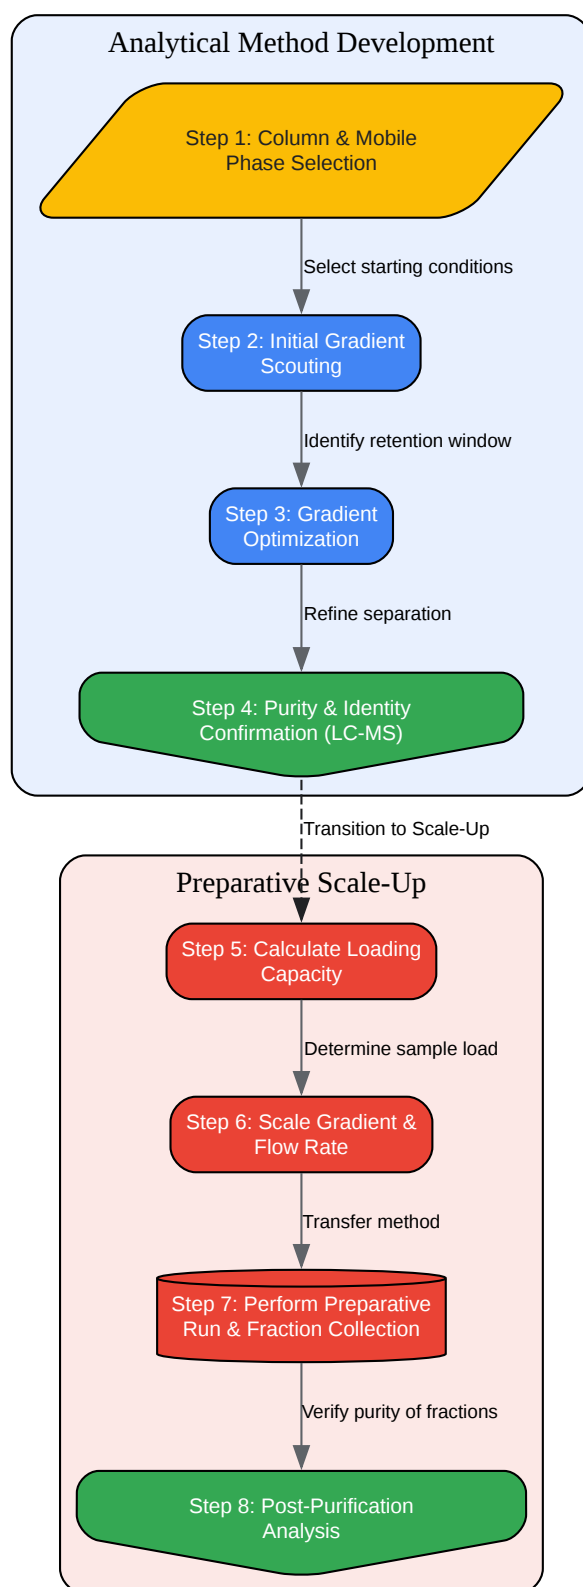 Analytical Method Development
Step 1: Column & Mobile
Phase Selection
Select starting conditions
Step 2: Initial Gradient
Scouting
Identify retention window
Step 3: Gradient
Optimization
Refine separation
Step 4: Purity & Identity
Confirmation (LC-MS)
Transition to Scale-Up
Preparative Scale-Up
Step 5: Calculate Loading
Capacity
Determine sample load
Step 6: Scale Gradient &
Flow Rate
Transfer method
Step 7: Perform Preparative
Run & Fraction Collection
Verify purity of fractions
Step 8: Post-Purification
Analysis